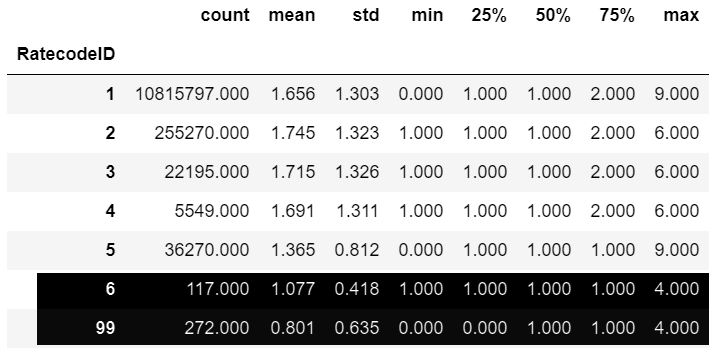 count mean std min 25% 50% 75% max
RatecodeID
1 10815797.000 1.656 1.303 0.000 1.000 1.000 2.000 9.000
2 255270.000 1.745 1.323 1.000 1.000 1.000 2.000 6.000
3 22195.000 1.715 1.326 1.000 1.000 1.000 2.000 6.000
4 5549.000 1.691 1.311 1.000 1.000 1.000 2.000 6.000
5 36270.000 1.365 0.812 0.000 1.000 1.000 1.000 9.000
6 117.000 1.077 0.418 1.000 1.000 1.000 1.000 4.000
99 272.000 0.801 0.635 0.000 0.000 1.000 1.000 4.000